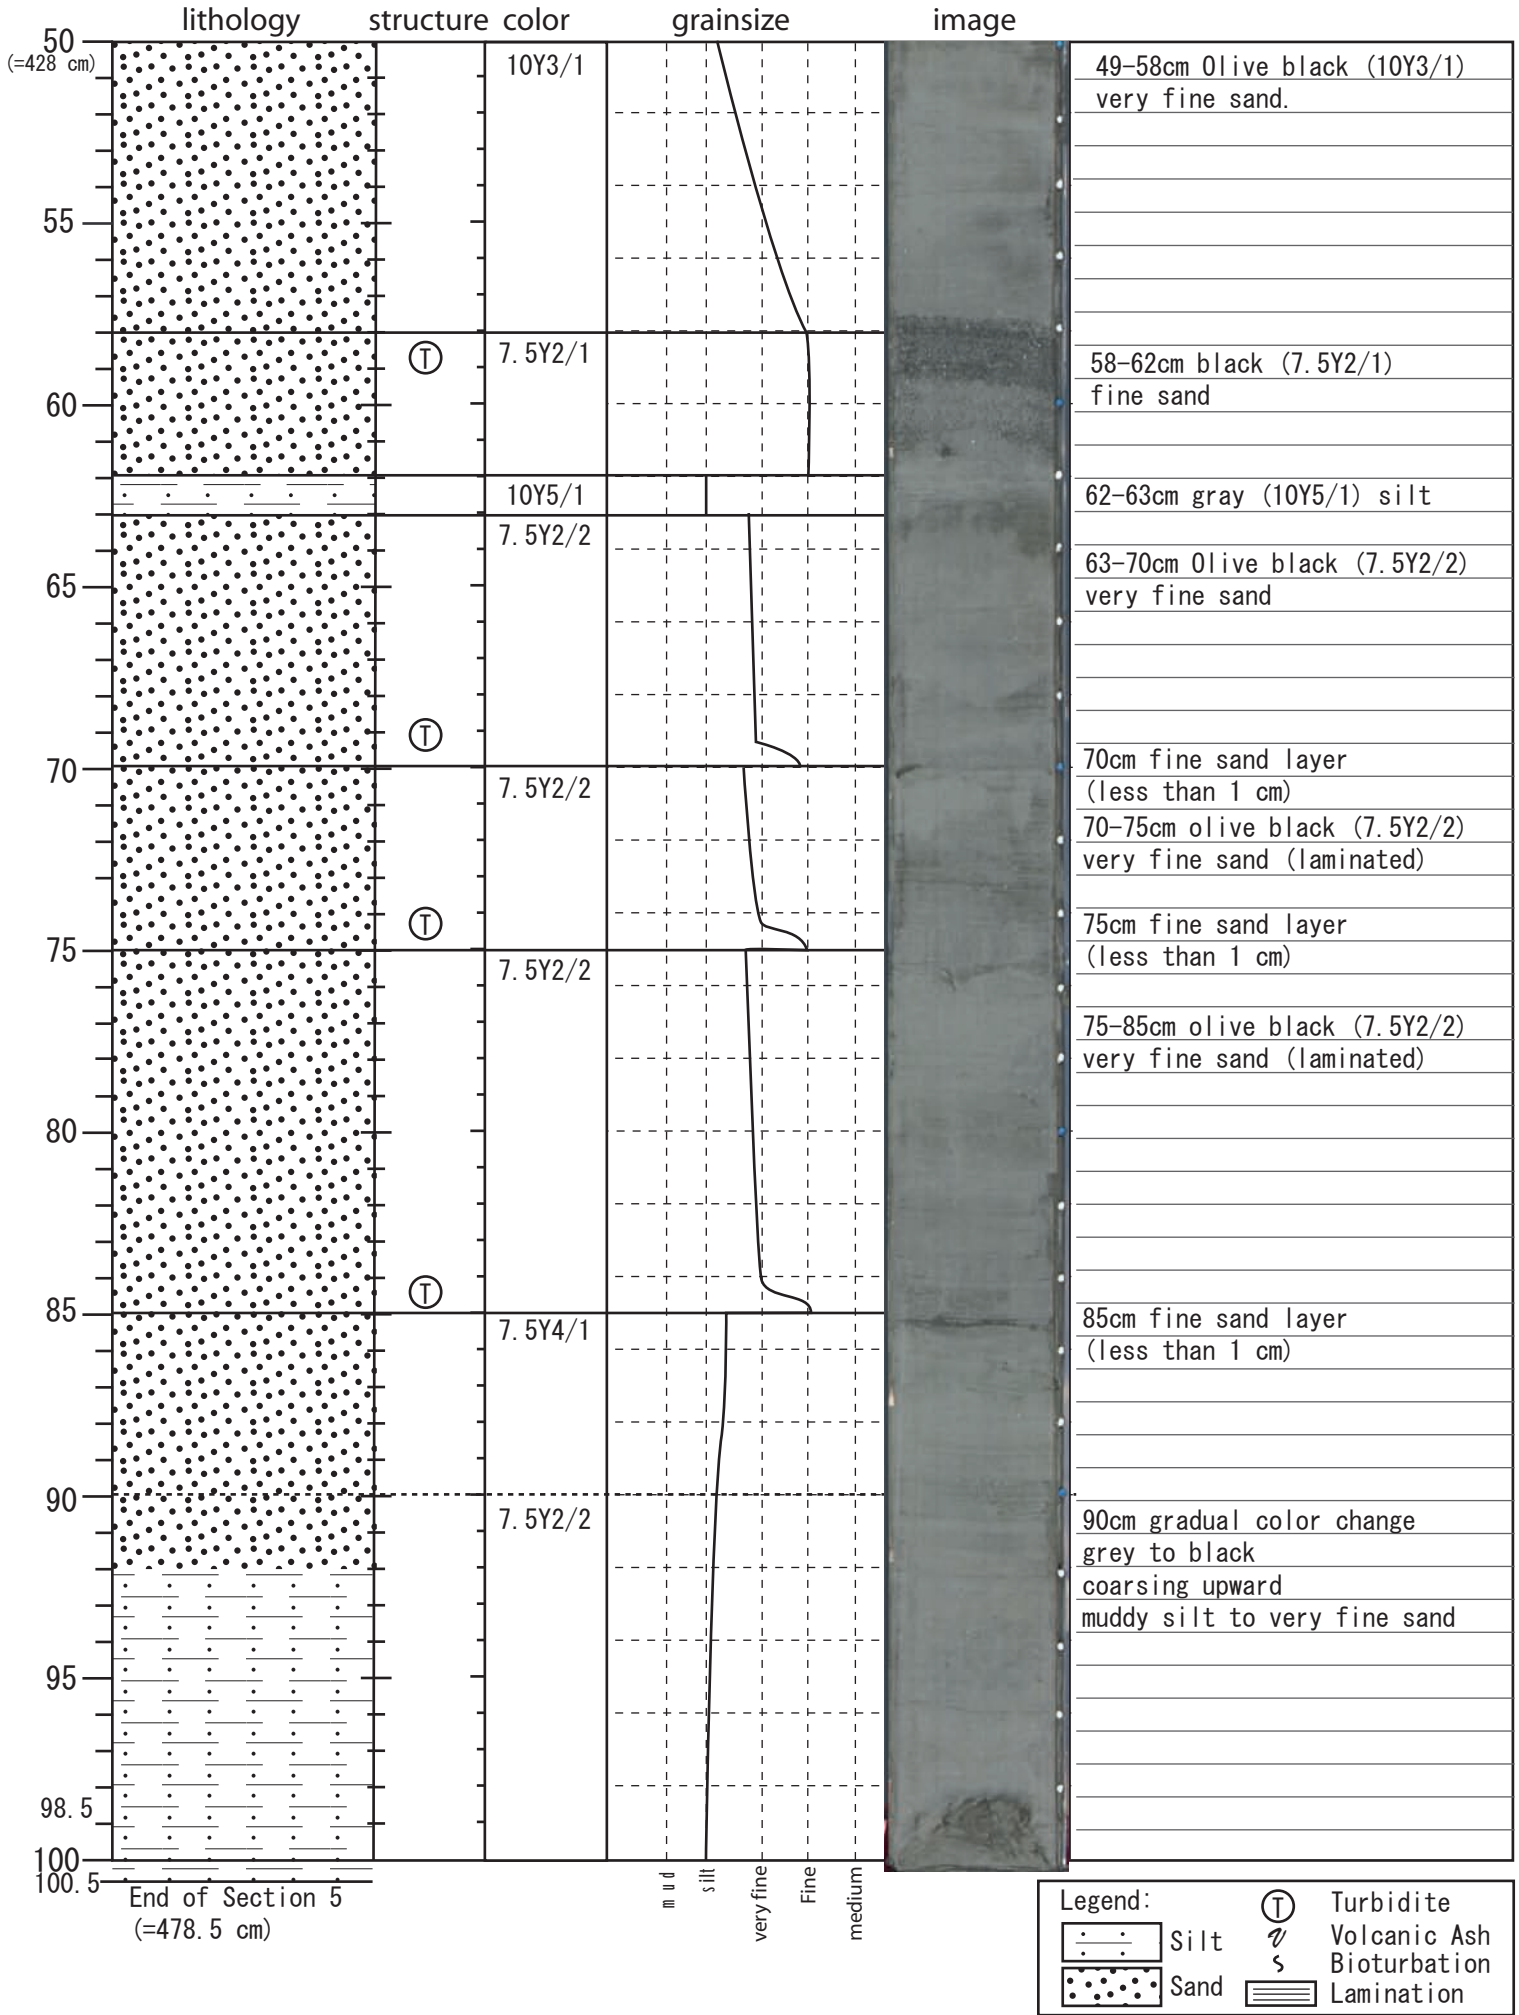 lithology structure color grainsize image
50
(=428 cm)
10Y3/1
49-58cm Olive black (10Y3/1)
very fine sand.
55
T
7.5Y2/1
58-62cm black (7.5Y2/1)
fine sand
60
10Y5/1
62-63cm gray (10Y5/1) silt
7.5Y2/2
63-70cm Olive black (7.5Y2/2)
very fine sand
65
T
70cm fine sand layer
(less than 1 cm)
70
7.5Y2/2
70-75cm olive black (7.5Y2/2)
very fine sand (laminated)
T
75cm fine sand layer
(less than 1 cm)
75
7.5Y2/2
75-85cm olive black (7.5Y2/2)
very fine sand (laminated)
80
T
85
85cm fine sand layer
(less than 1 cm)
7.5Y4/1
90
7.5Y2/2
90cm gradual color change
grey to black
coarsing upward
muddy silt to very fine sand
95
98.5
100
100.5
End of Section 5
(=478.5 cm)
mud
silt
very fine
Fine
medium
Legend:
Silt
Sand
T Turbidite
Volcanic Ash
Bioturbation
Lamination